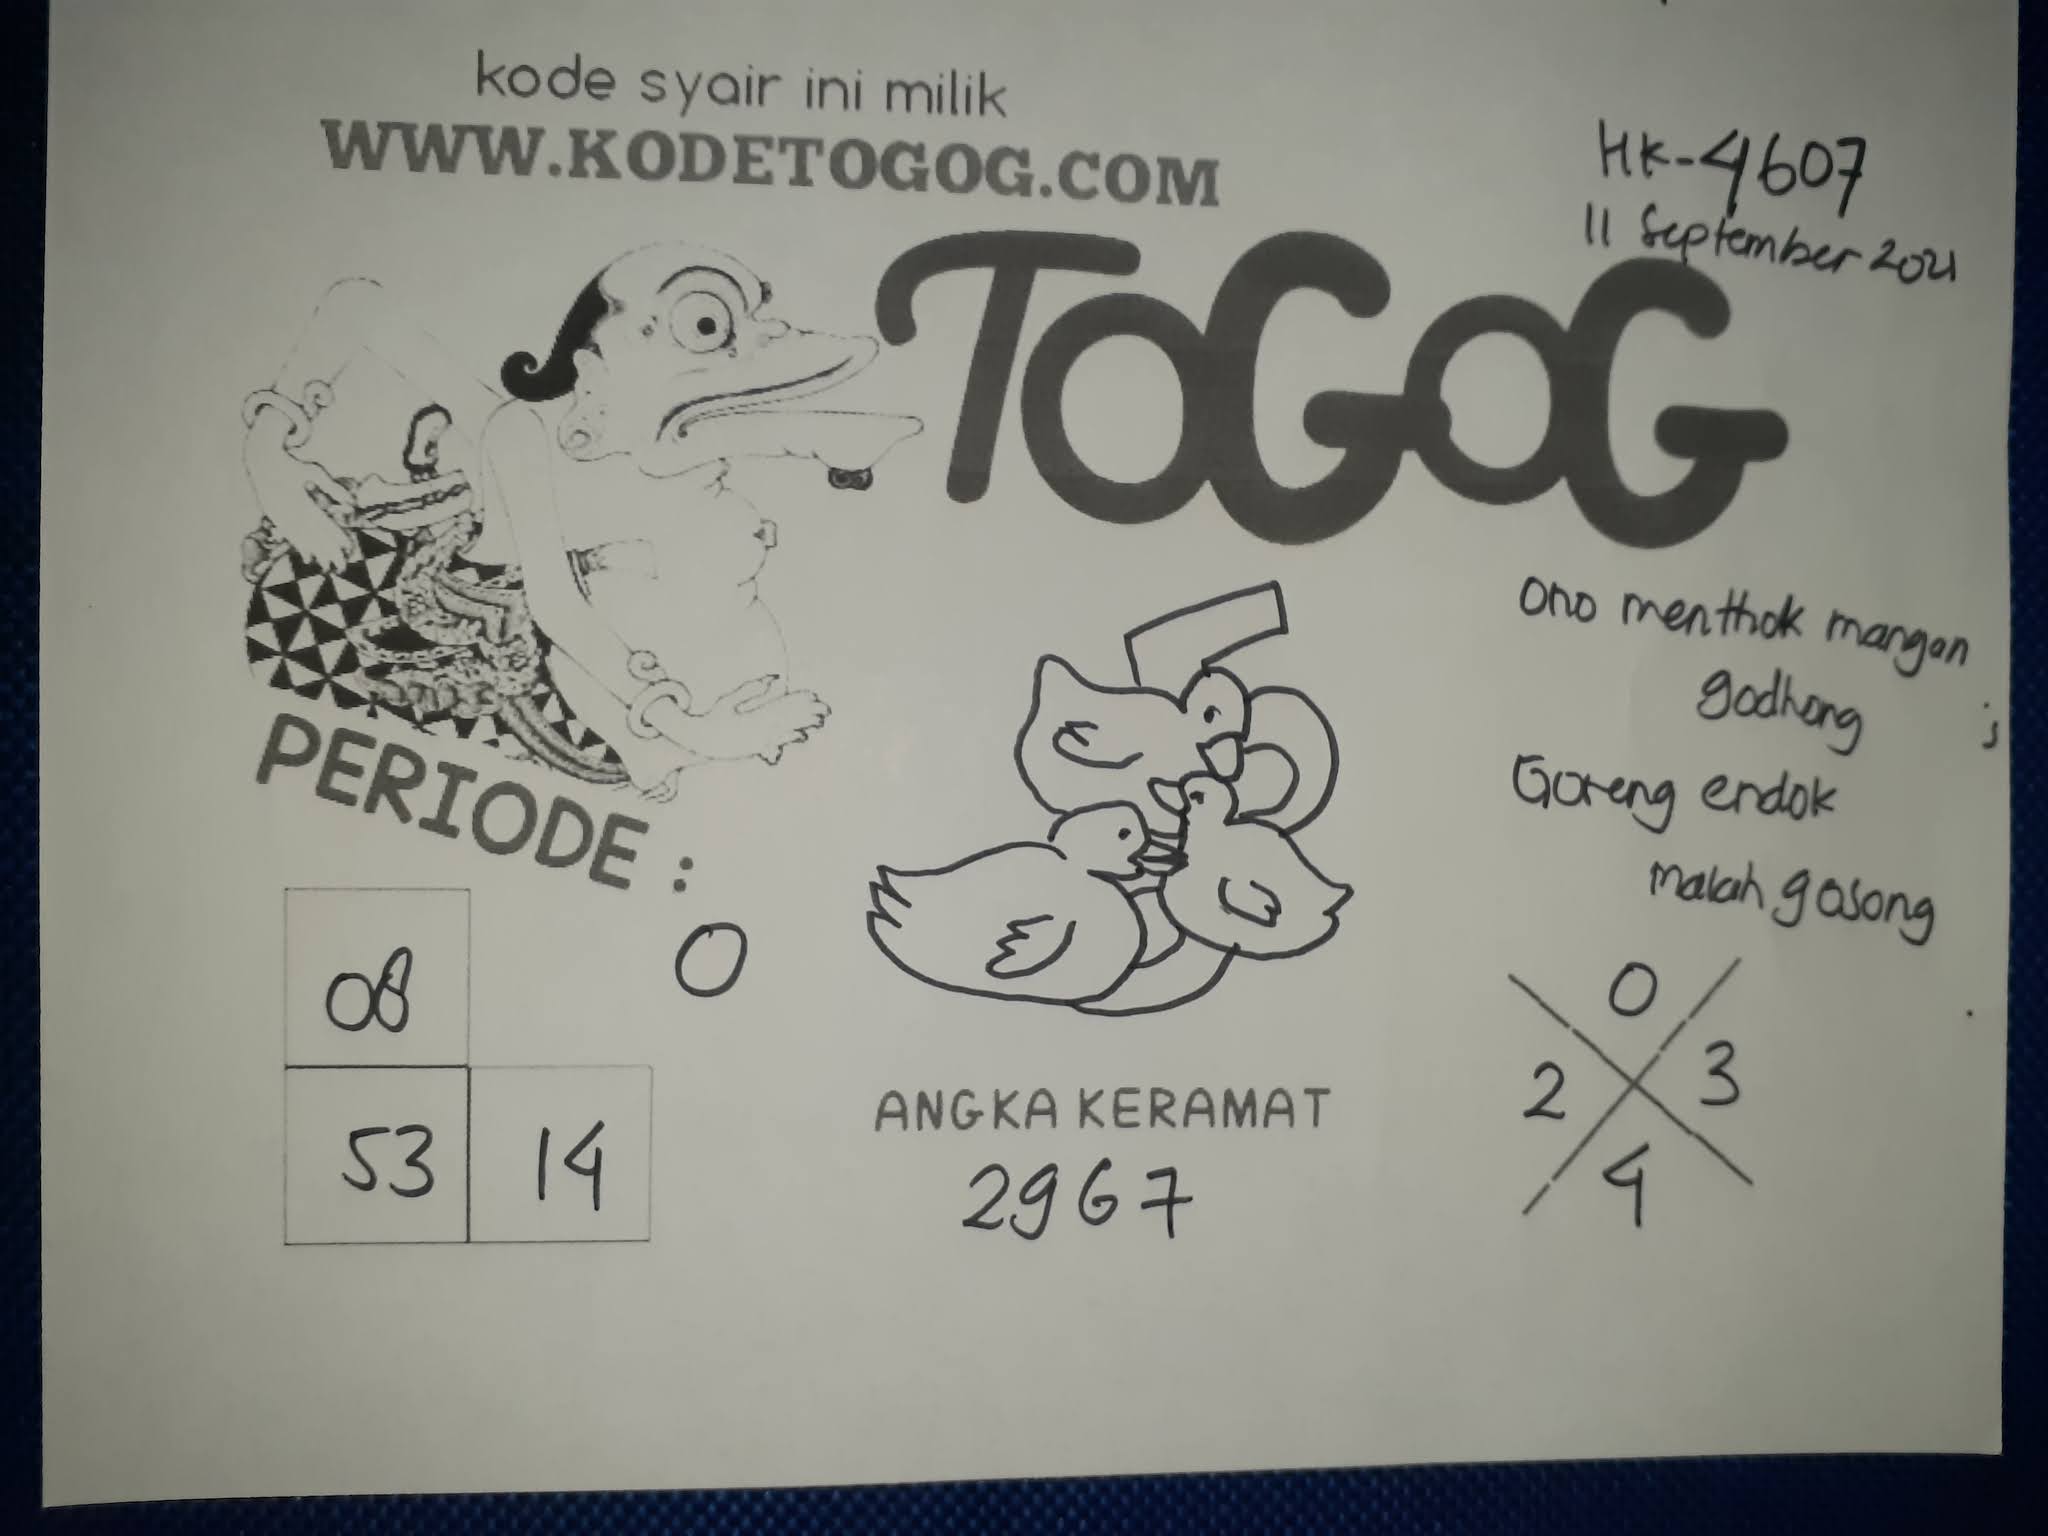 kode syair ini milik
WWW.KODETOGOG.COM
HK-4607
11 September 2021
TOGOG
ono menthok mangan
godhong ;
Goreng endok
malah gosong
PERIODE :
0
08
53 14
ANGKA KERAMAT
2967
0
2 3
4